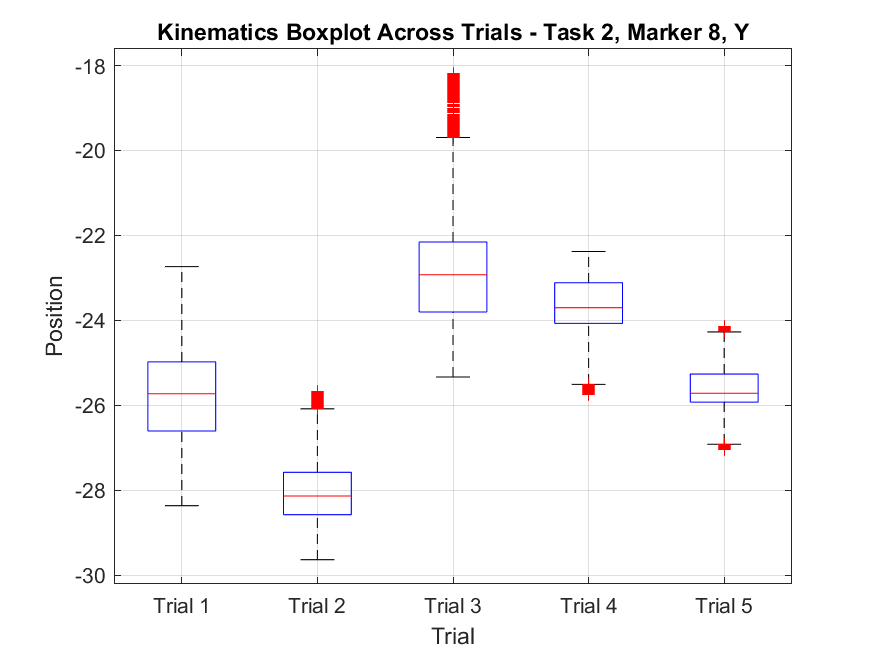 Kinematics Boxplot Across Trials - Task 2, Marker 8, Y
-18
-20
-22
-24
-26
-28
-30
Position
Trial 1 Trial 2 Trial 3 Trial 4 Trial 5
Trial